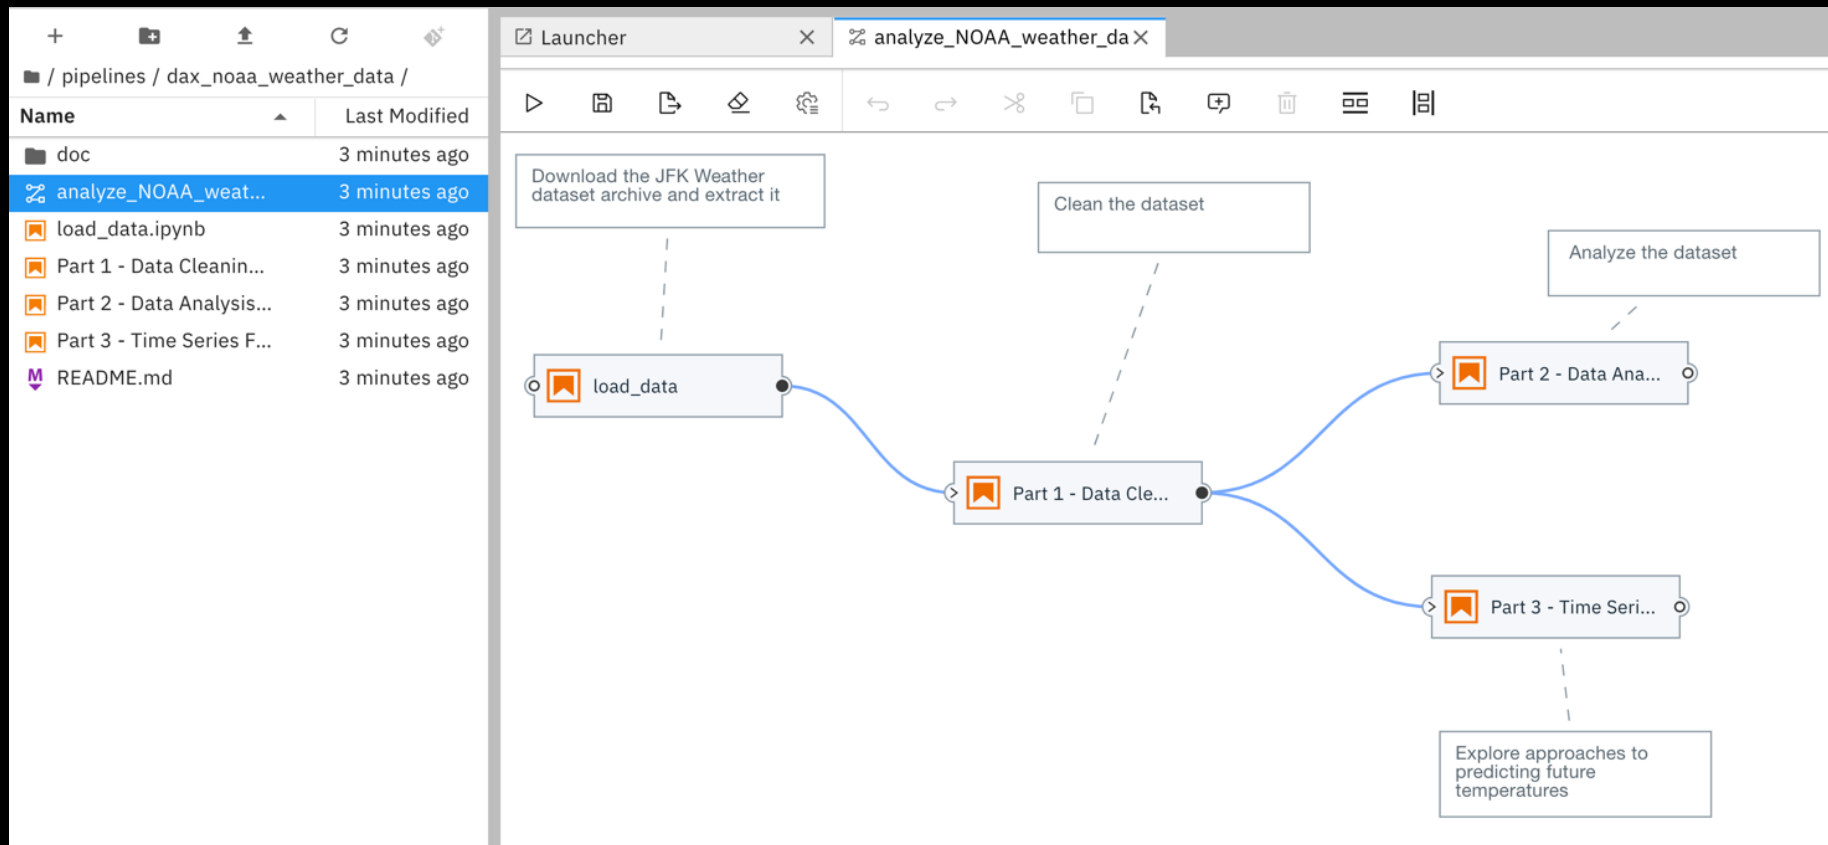 / pipelines / dax_noaa_weather_data /
Name Last Modified
doc 3 minutes ago
analyze_NOAA_weat... 3 minutes ago
load_data.ipynb 3 minutes ago
Part 1 - Data Cleanin... 3 minutes ago
Part 2 - Data Analysis... 3 minutes ago
Part 3 - Time Series F... 3 minutes ago
README.md 3 minutes ago
Launcher
analyze_NOAA_weather_da
Download the JFK Weather
dataset archive and extract it
Clean the dataset
Analyze the dataset
load_data
Part 1 - Data Cle...
Part 2 - Data Ana...
Part 3 - Time Seri...
Explore approaches to
predicting future
temperatures